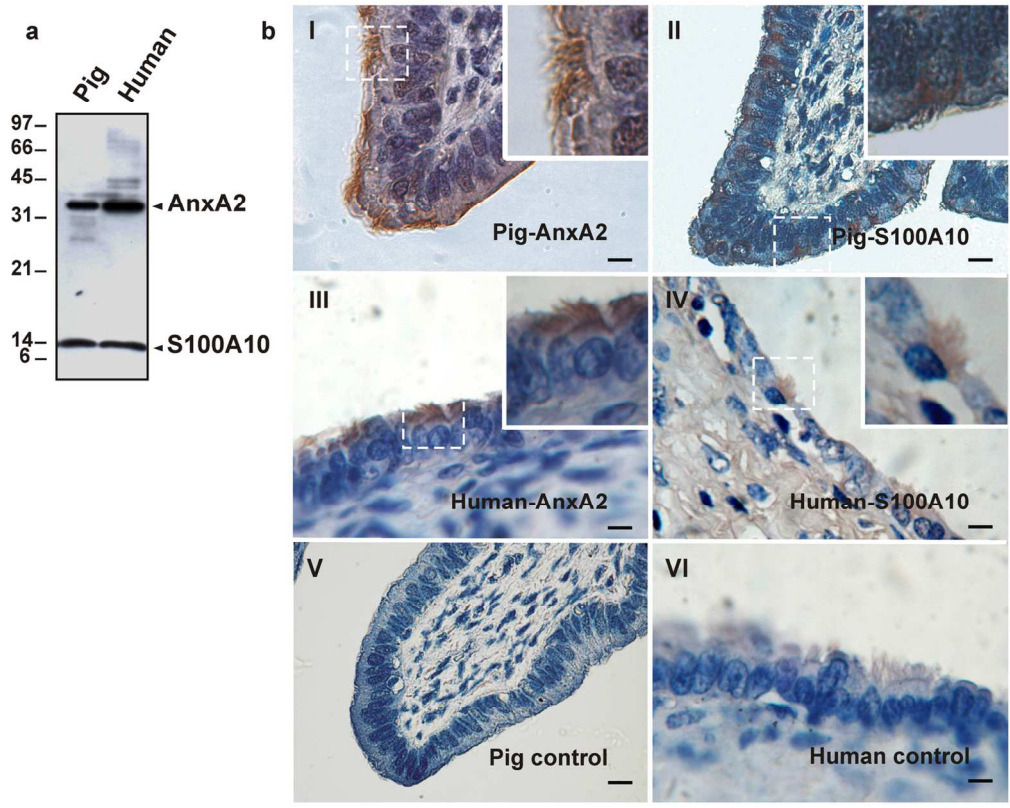 a
Pig
Human
97
66
45
31
21
14
6
AnxA2
S100A10
b
I
Pig-AnxA2
II
Pig-S100A10
III
Human-AnxA2
IV
Human-S100A10
V
Pig control
VI
Human control